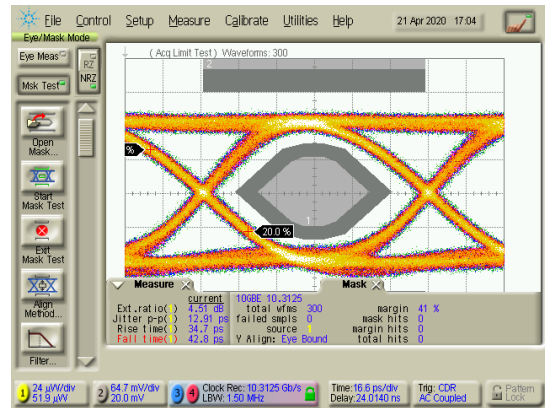 File Control Setup Measure Calibrate Utilities Help 21 Apr 2020 17:04
Eye/Mask Mode
Eye Meas
RZ
NRZ
Msk Test
( Acq Limit Test ) Waveforms: 300
2
Open Mask...
%
Start Mask Test
1
20.0 %
Exit Mask Test
Align Method...
Filter...
Measure
current
Ext.ratio(1) 4.51 dB
Jitter p-p(1) 12.91 ps
Rise time(1) 34.7 ps
Fall time(1) 42.8 ps
Mask
10GBE 10.3125
total wfms 300 margin 41 %
failed smpls 0 mask hits 0
source 1 margin hits 0
Y Align: Eye Bound total hits 0
1 24 µW/div 51.9 µW
2 64.7 mW/div 20.0 mV
3 4 Clock Rec: 10.3125 Gb/s LBW: 1.50 MHz
Time:16.6 ps/div Delay:24.0140 ns
Trig: CDR AC Coupled
Pattern Lock